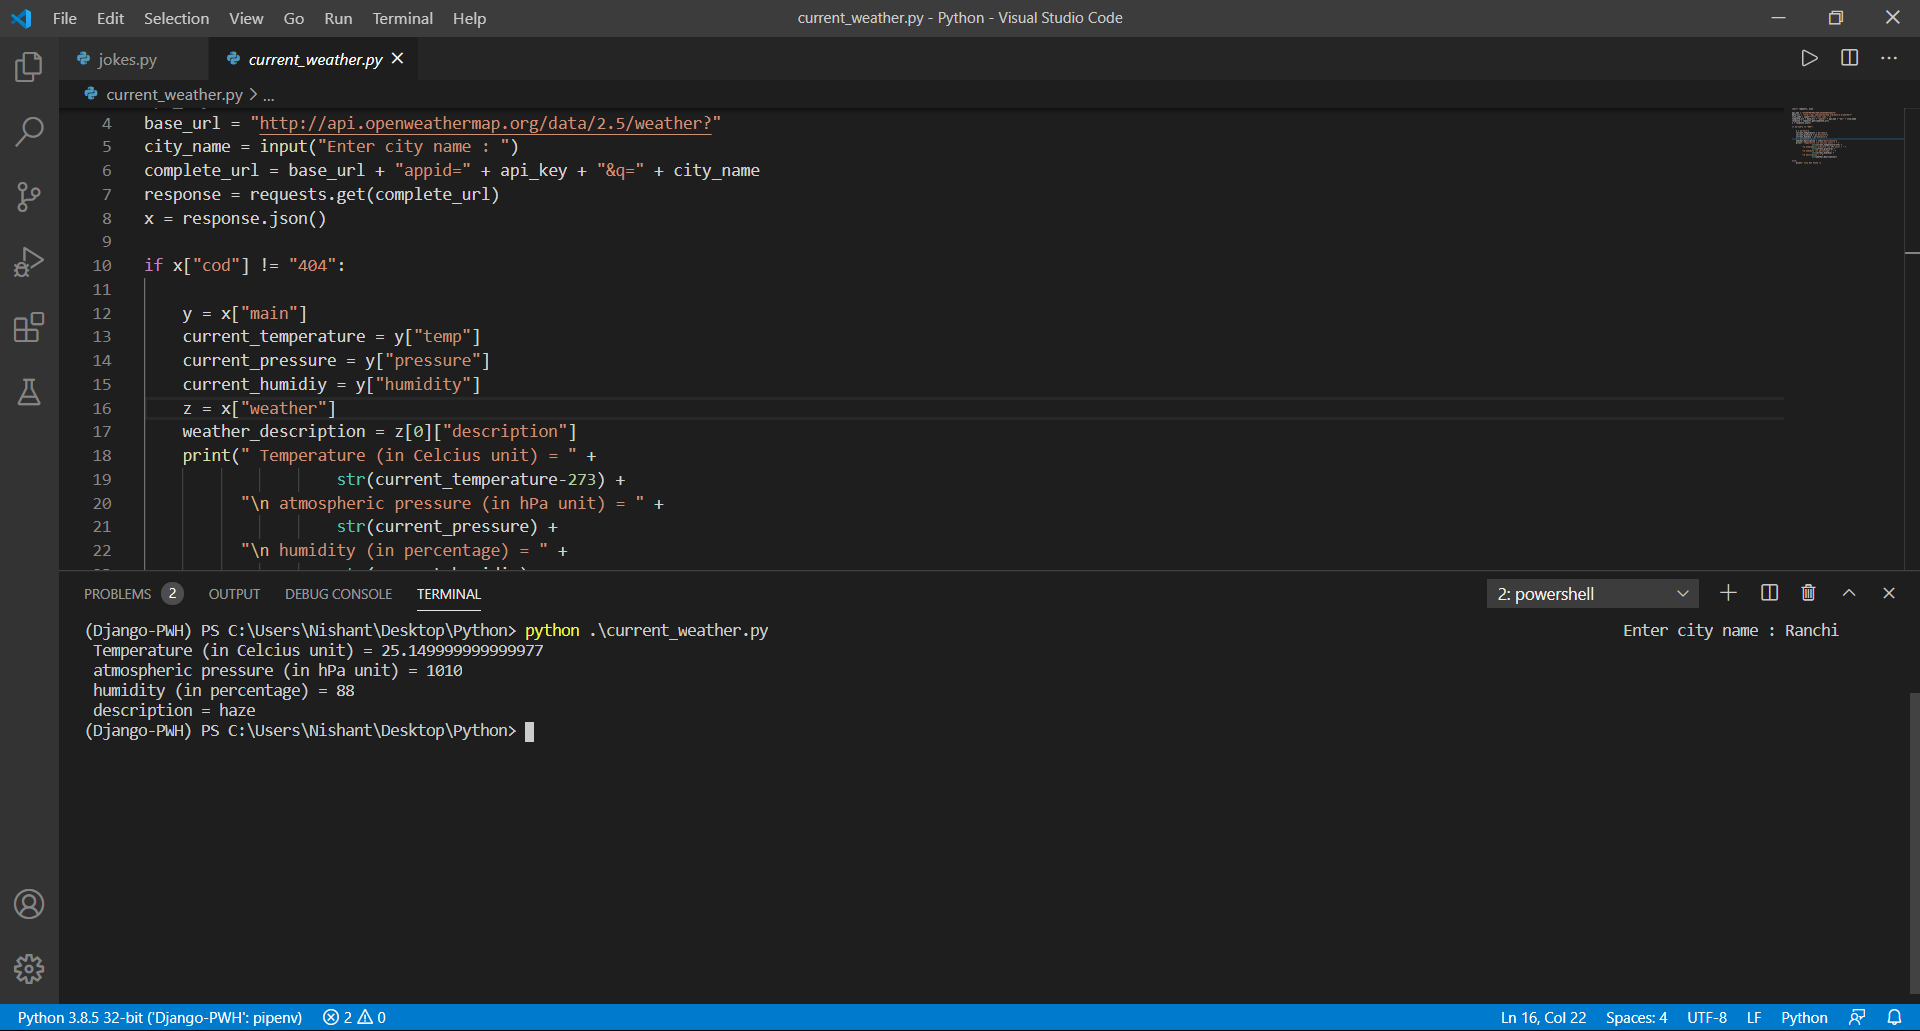 File Edit Selection View Go Run Terminal Help
current_weather.py - Python - Visual Studio Code
jokes.py
current_weather.py
current_weather.py > ...
4 base_url = "http://api.openweathermap.org/data/2.5/weather?"
5 city_name = input("Enter city name : ")
6 complete_url = base_url + "appid=" + api_key + "&q=" + city_name
7 response = requests.get(complete_url)
8 x = response.json()
9
10 if x["cod"] != "404":
11
12 y = x["main"]
13 current_temperature = y["temp"]
14 current_pressure = y["pressure"]
15 current_humidiy = y["humidity"]
16 z = x["weather"]
17 weather_description = z[0]["description"]
18 print(" Temperature (in Celcius unit) = " +
19 str(current_temperature-273) +
20 "\n atmospheric pressure (in hPa unit) = " +
21 str(current_pressure) +
22 "\n humidity (in percentage) = " +
PROBLEMS 2 OUTPUT DEBUG CONSOLE TERMINAL
2: powershell
(Django-PWH) PS C:\Users\Nishant\Desktop\Python> python .\current_weather.py
Enter city name : Ranchi
Temperature (in Celcius unit) = 25.149999999999977
atmospheric pressure (in hPa unit) = 1010
humidity (in percentage) = 88
description = haze
(Django-PWH) PS C:\Users\Nishant\Desktop\Python>
Python 3.8.5 32-bit ('Django-PWH': pipenv) 2 0
Ln 16, Col 22 Spaces: 4 UTF-8 LF Python